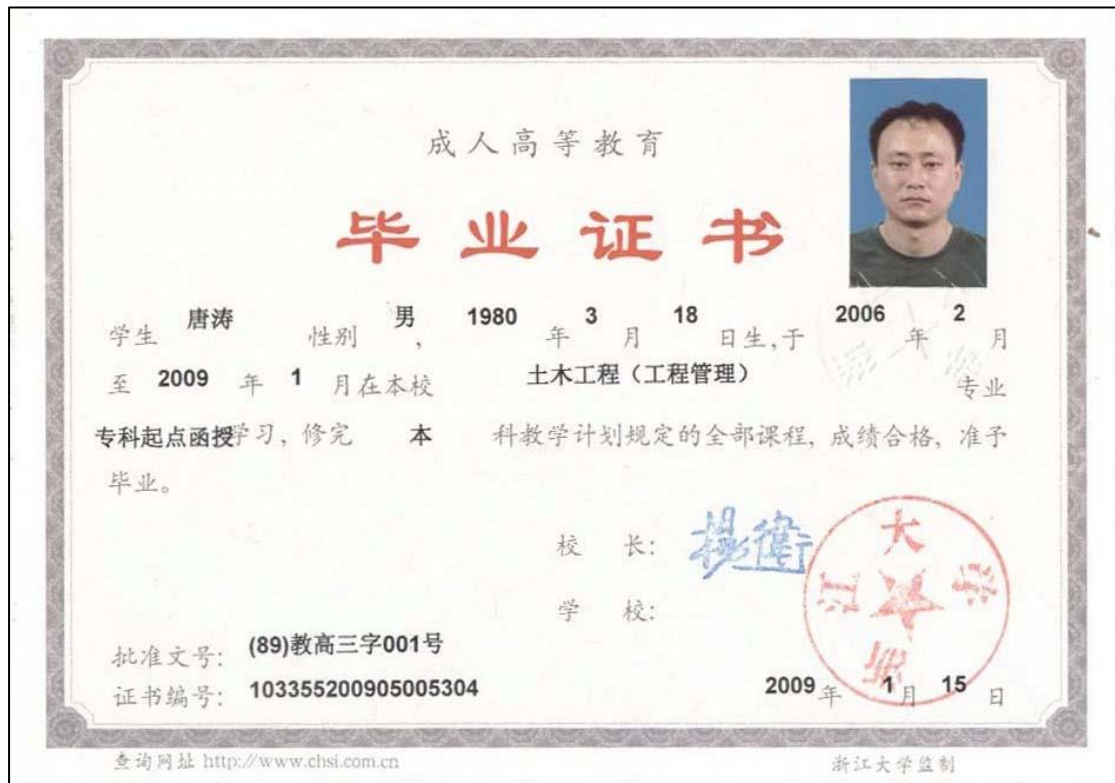 成人高等教育
毕业证书
学生 唐涛 性别 男 , 1980 年 3 月 18 日生,于 2006 年 2 月
至 2009 年 1 月在本校 土木工程（工程管理） 专业
专科起点函授学习, 修完 本 科教学计划规定的全部课程, 成绩合格, 准予
毕业。
校 长: 杨卫
学 校:
浙江大学
批准文号: (89)教高三字001号
证书编号: 103355200905005304
2009 年 1 月 15 日
查询网址 http://www.chsi.com.cn
浙江大学监制